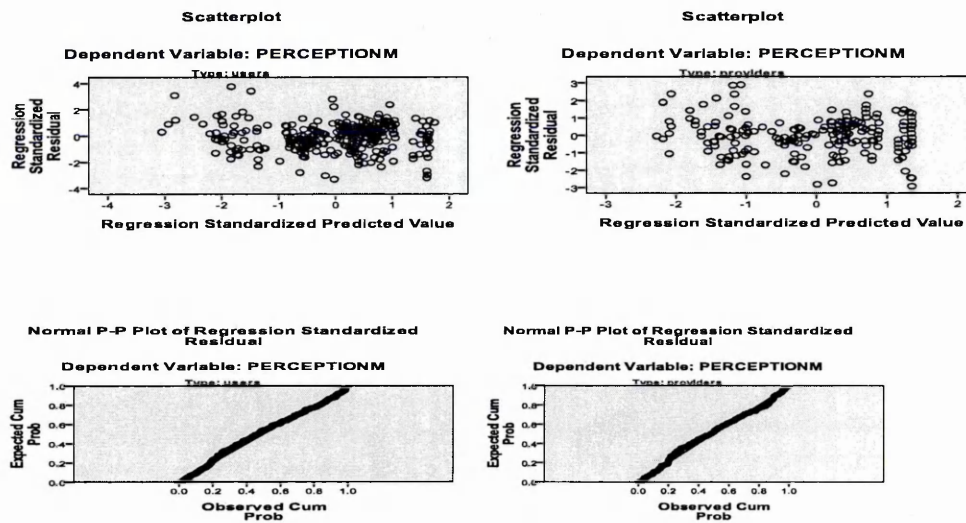 Scatterplot
Dependent Variable: PERCEPTIONM
Type: users
4
2
0
-2
-4
Regression
Standardized
Residual
-4
-3
-2
-1
0
1
2
Regression Standardized Predicted Value
Scatterplot
Dependent Variable: PERCEPTIONM
Type: providers
3
2
1
0
-1
-2
-3
Regression
Standardized
Residual
-3
-2
-1
0
1
2
Regression Standardized Predicted Value
Normal P-P Plot of Regression Standardized
Residual
Dependent Variable: PERCEPTIONM
Type: users
1.0
0.8
0.6
0.4
0.2
0.0
Expected Cum
Prob
0.0
0.2
0.4
0.6
0.8
1.0
Observed Cum
Prob
Normal P-P Plot of Regression Standardized
Residual
Dependent Variable: PERCEPTIONM
Type: providers
1.0
0.8
0.6
0.4
0.2
0.0
Expected Cum
Prob
0.0
0.2
0.4
0.6
0.8
1.0
Observed Cum
Prob